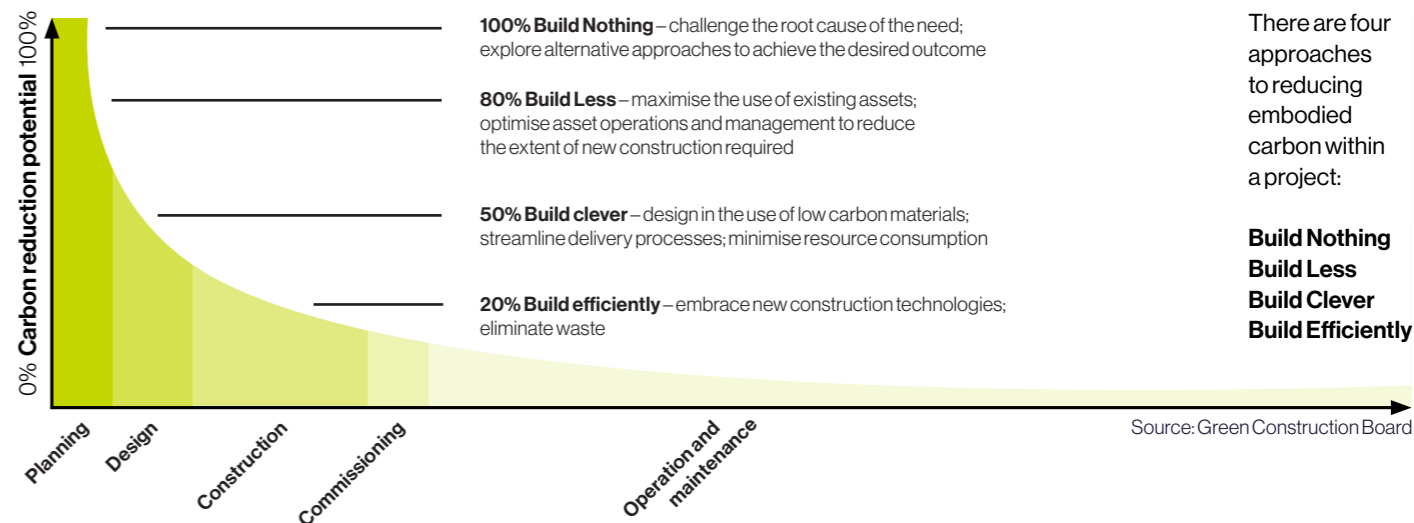 0% Carbon reduction potential 100%
100% Build Nothing – challenge the root cause of the need;
explore alternative approaches to achieve the desired outcome
80% Build Less – maximise the use of existing assets;
optimise asset operations and management to reduce
the extent of new construction required
50% Build clever – design in the use of low carbon materials;
streamline delivery processes; minimise resource consumption
20% Build efficiently – embrace new construction technologies;
eliminate waste
There are four
approaches
to reducing
embodied
carbon within
a project:
Build Nothing
Build Less
Build Clever
Build Efficiently
Planning
Design
Construction
Commissioning
Operation and
maintenance
Source: Green Construction Board